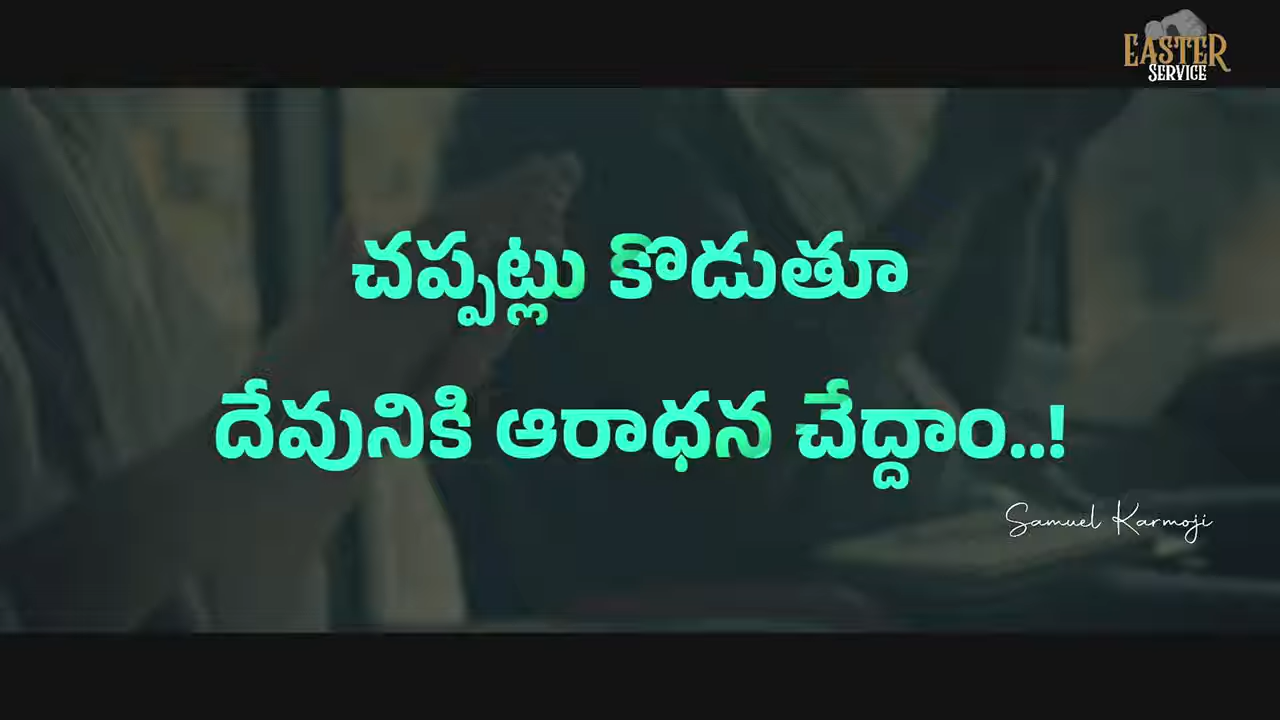 EASTER
SERVICE
చప్పట్లు కొడుతూ
దేవునికి ఆరాధన చేద్దాం..!
Samuel Karmoji